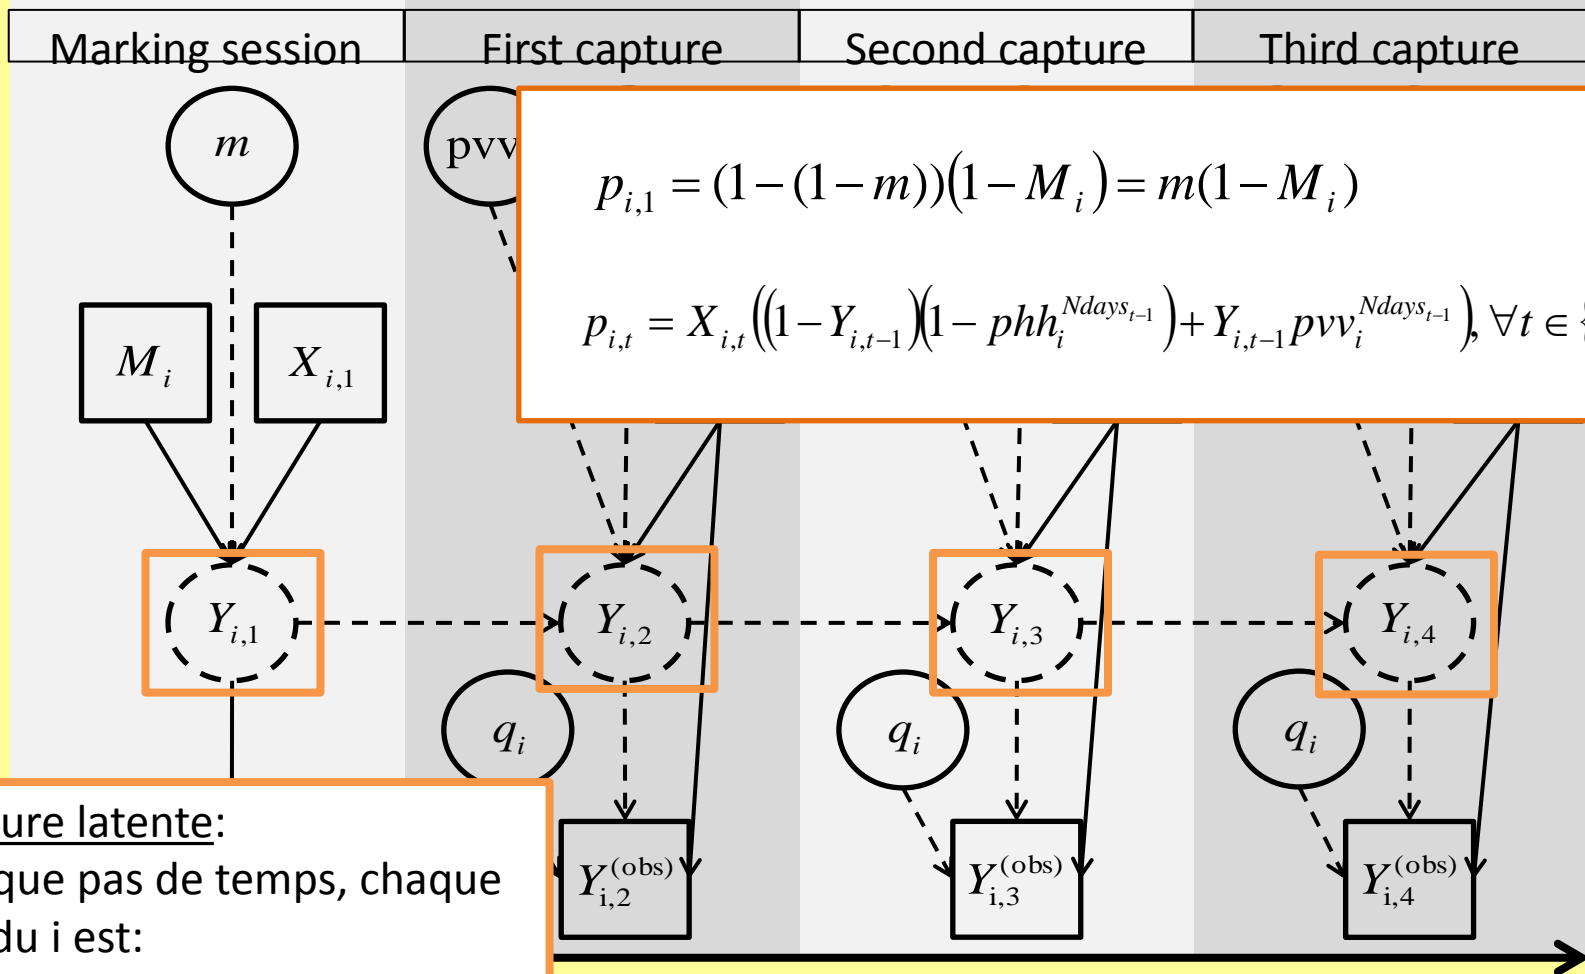 Marking session First capture Second capture Third capture
m pvv
p_{i,1} = (1-(1-m))(1-M_i) = m(1-M_i)
p_{i,t} = X_{i,t}((1-Y_{i,t-1})(1-phh_i^{Ndays_{t-1}})+Y_{i,t-1}pvv_i^{Ndays_{t-1}}), ∀t ∈ {
M_i X_{i,1}
Y_{i,1} Y_{i,2} Y_{i,3} Y_{i,4}
q_i q_i q_i
Y_{i,2}^{(obs)} Y_{i,3}^{(obs)} Y_{i,4}^{(obs)}
ure latente:
que pas de temps, chaque
du i est: